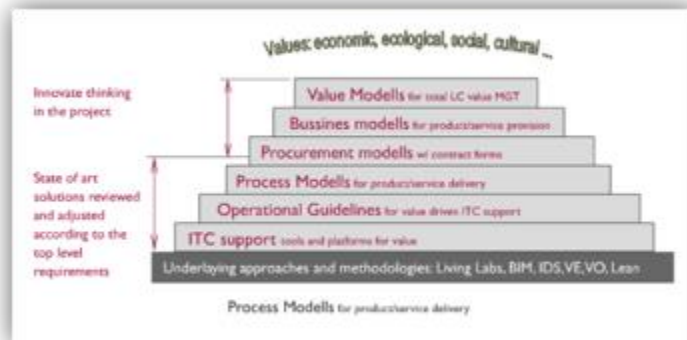 Values: economic, ecological, social, cultural ...
Innovate thinking
in the project
Value Modells for total LC value MGT
Bussines modells for product/service provision
Procurement modells w/ contract forms
State of art
solutions reviewed
and adjusted
according to the
top level
requirements
Process Modells for product/service delivery
Operational Guidelines for value driven ITC support
ITC support tools and platforms for value
Underlaying approaches and methodologies: Living Labs, BIM, IDS, VE, VO, Lean
Process Modells for product/service delivery